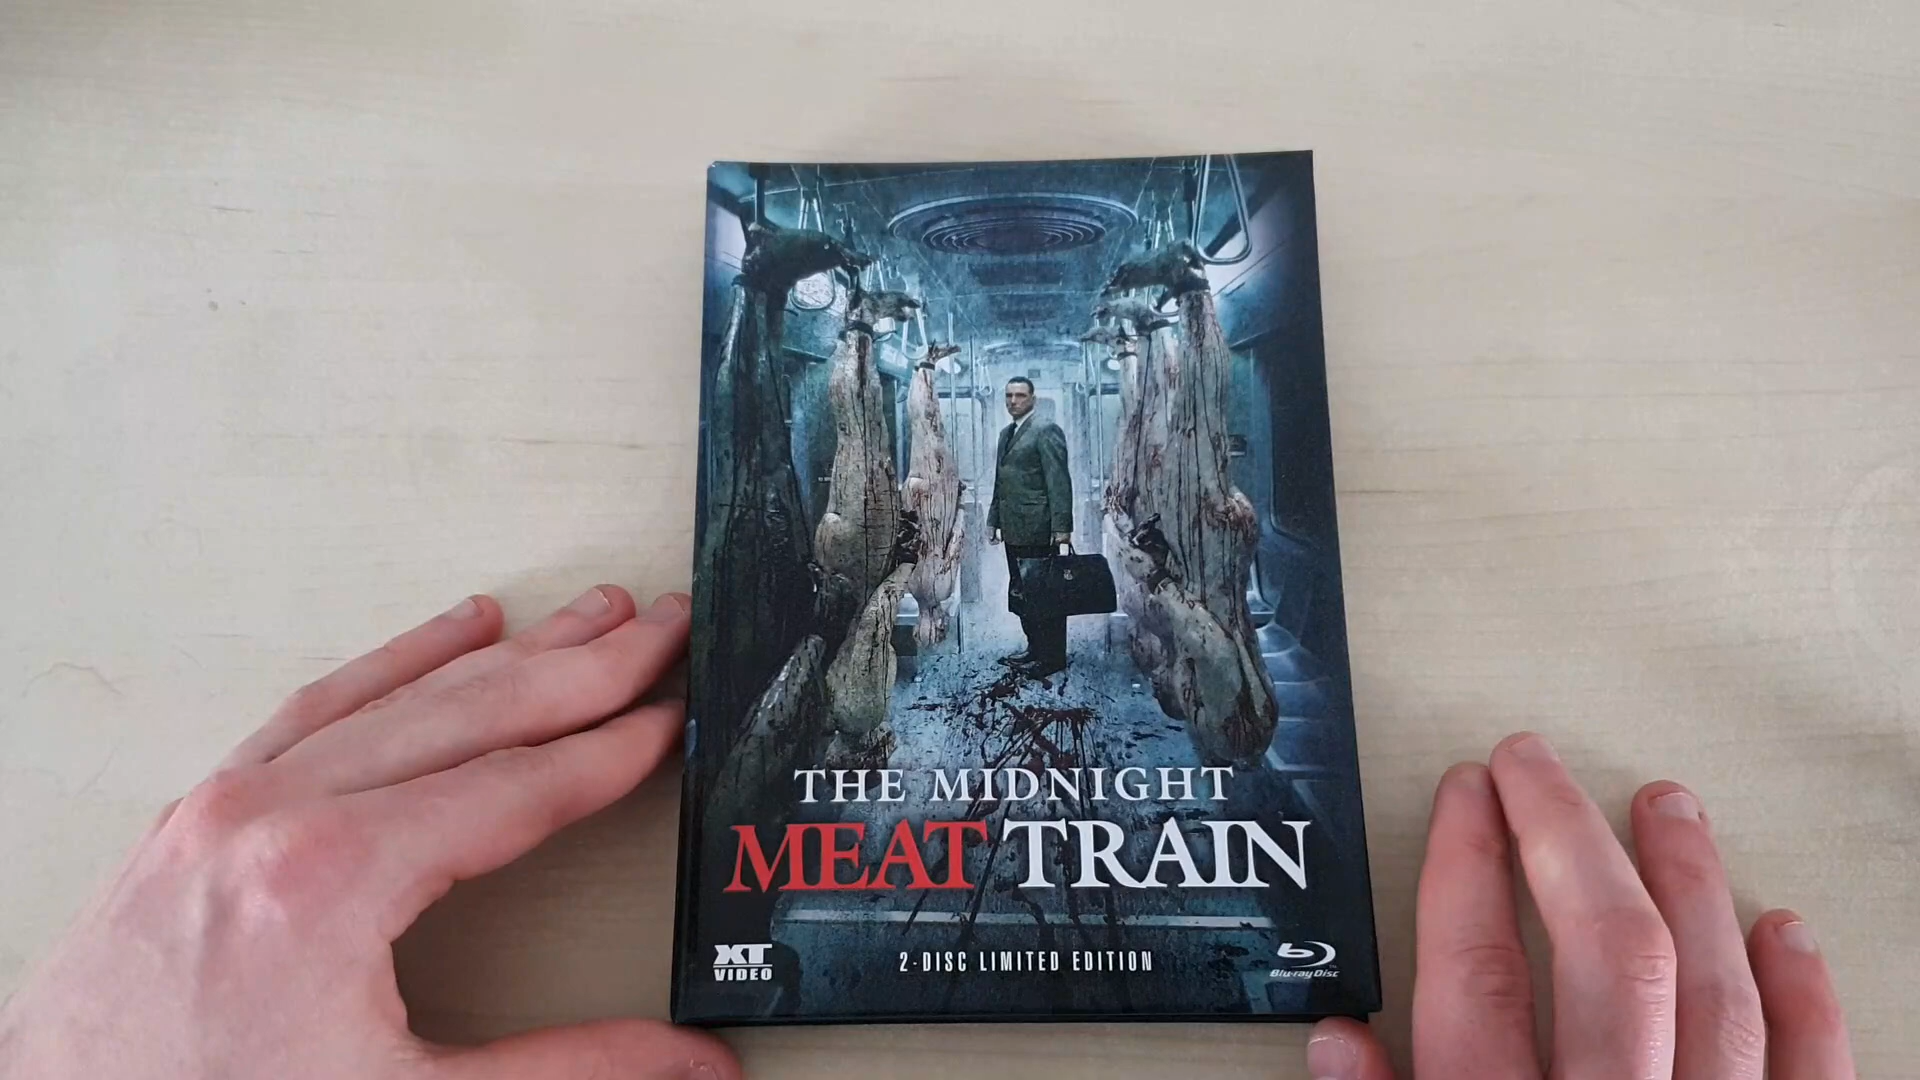 THE MIDNIGHT
MEAT TRAIN
XT
VIDEO
2-DISC LIMITED EDITION
Blu-ray Disc